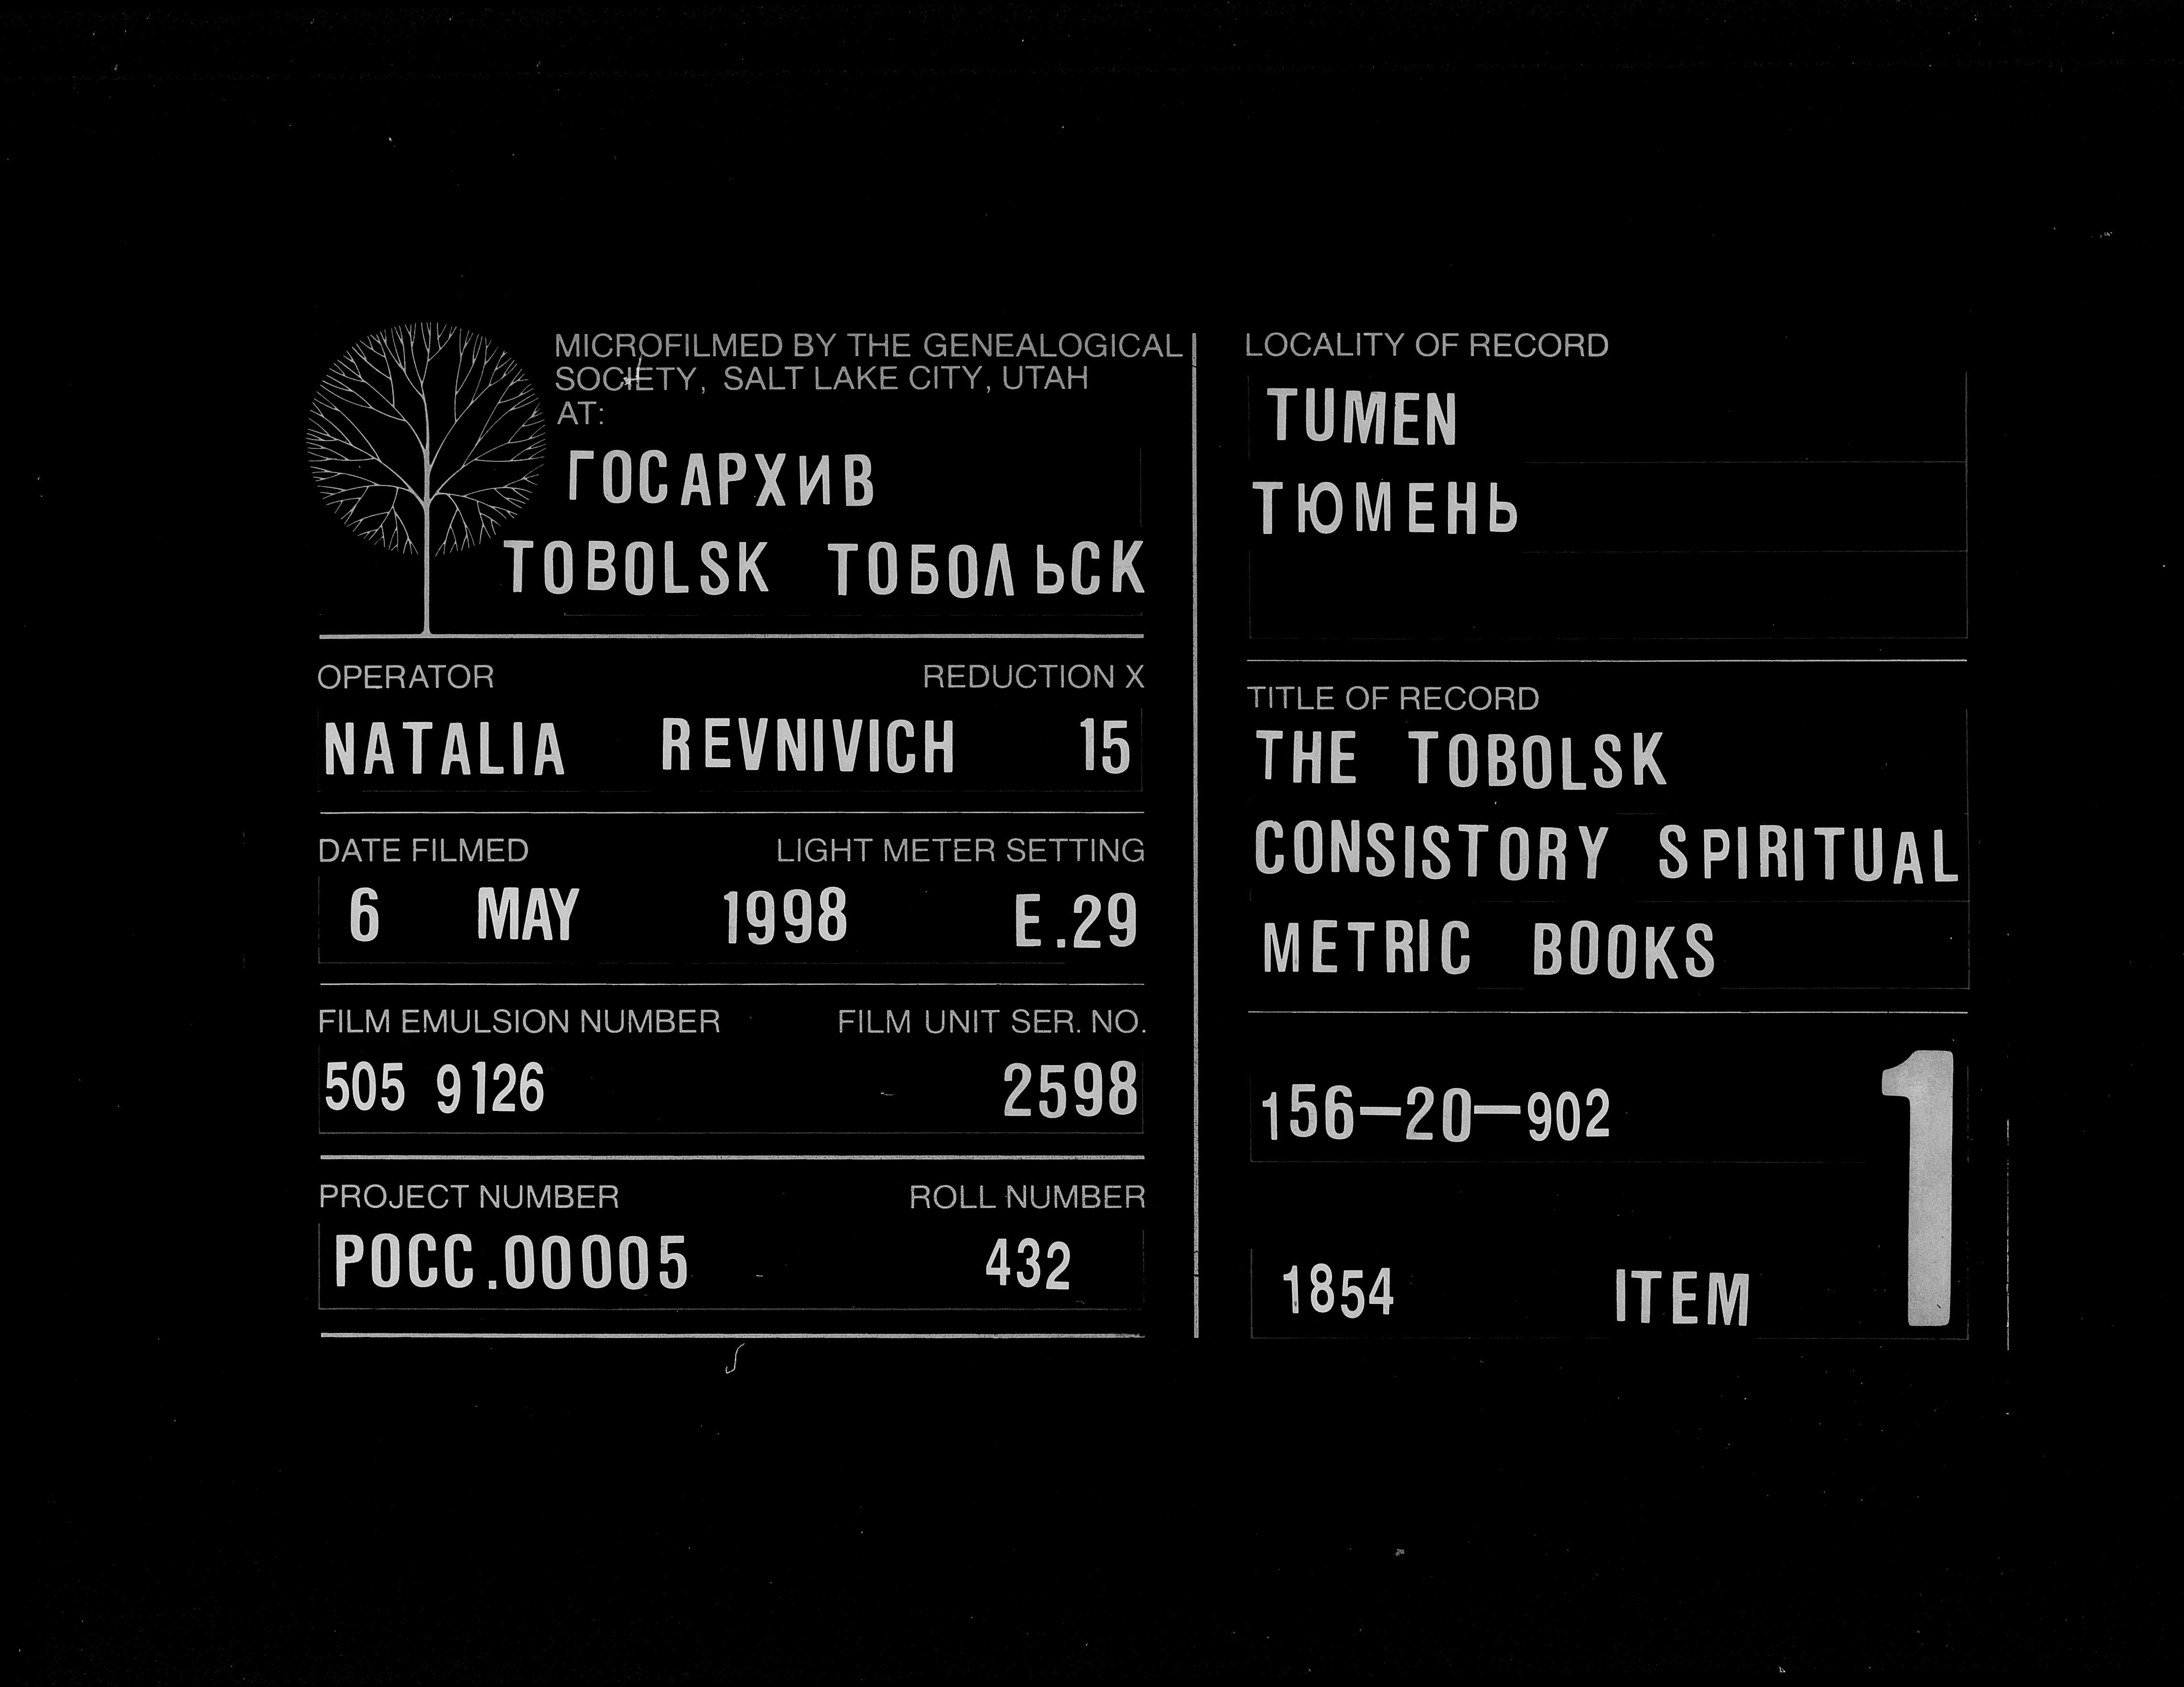 MICROFILMED BY THE GENEALOGICAL
SOCIETY, SALT LAKE CITY, UTAH
AT:
ГОСАРХИВ
TOBOLSK ТОБОЛЬСК
OPERATOR REDUCTION X
NATALIA REVNIVICH 15
DATE FILMED LIGHT METER SETTING
6 MAY 1998 E.29
FILM EMULSION NUMBER FILM UNIT SER. NO.
505 9126 2598
PROJECT NUMBER ROLL NUMBER
РОСС.00005 432
LOCALITY OF RECORD
TUMEN
ТЮМЕНЬ
TITLE OF RECORD
THE TOBOLSK
CONSISTORY SPIRITUAL
METRIC BOOKS
156-20-902
1854 ITEM 1